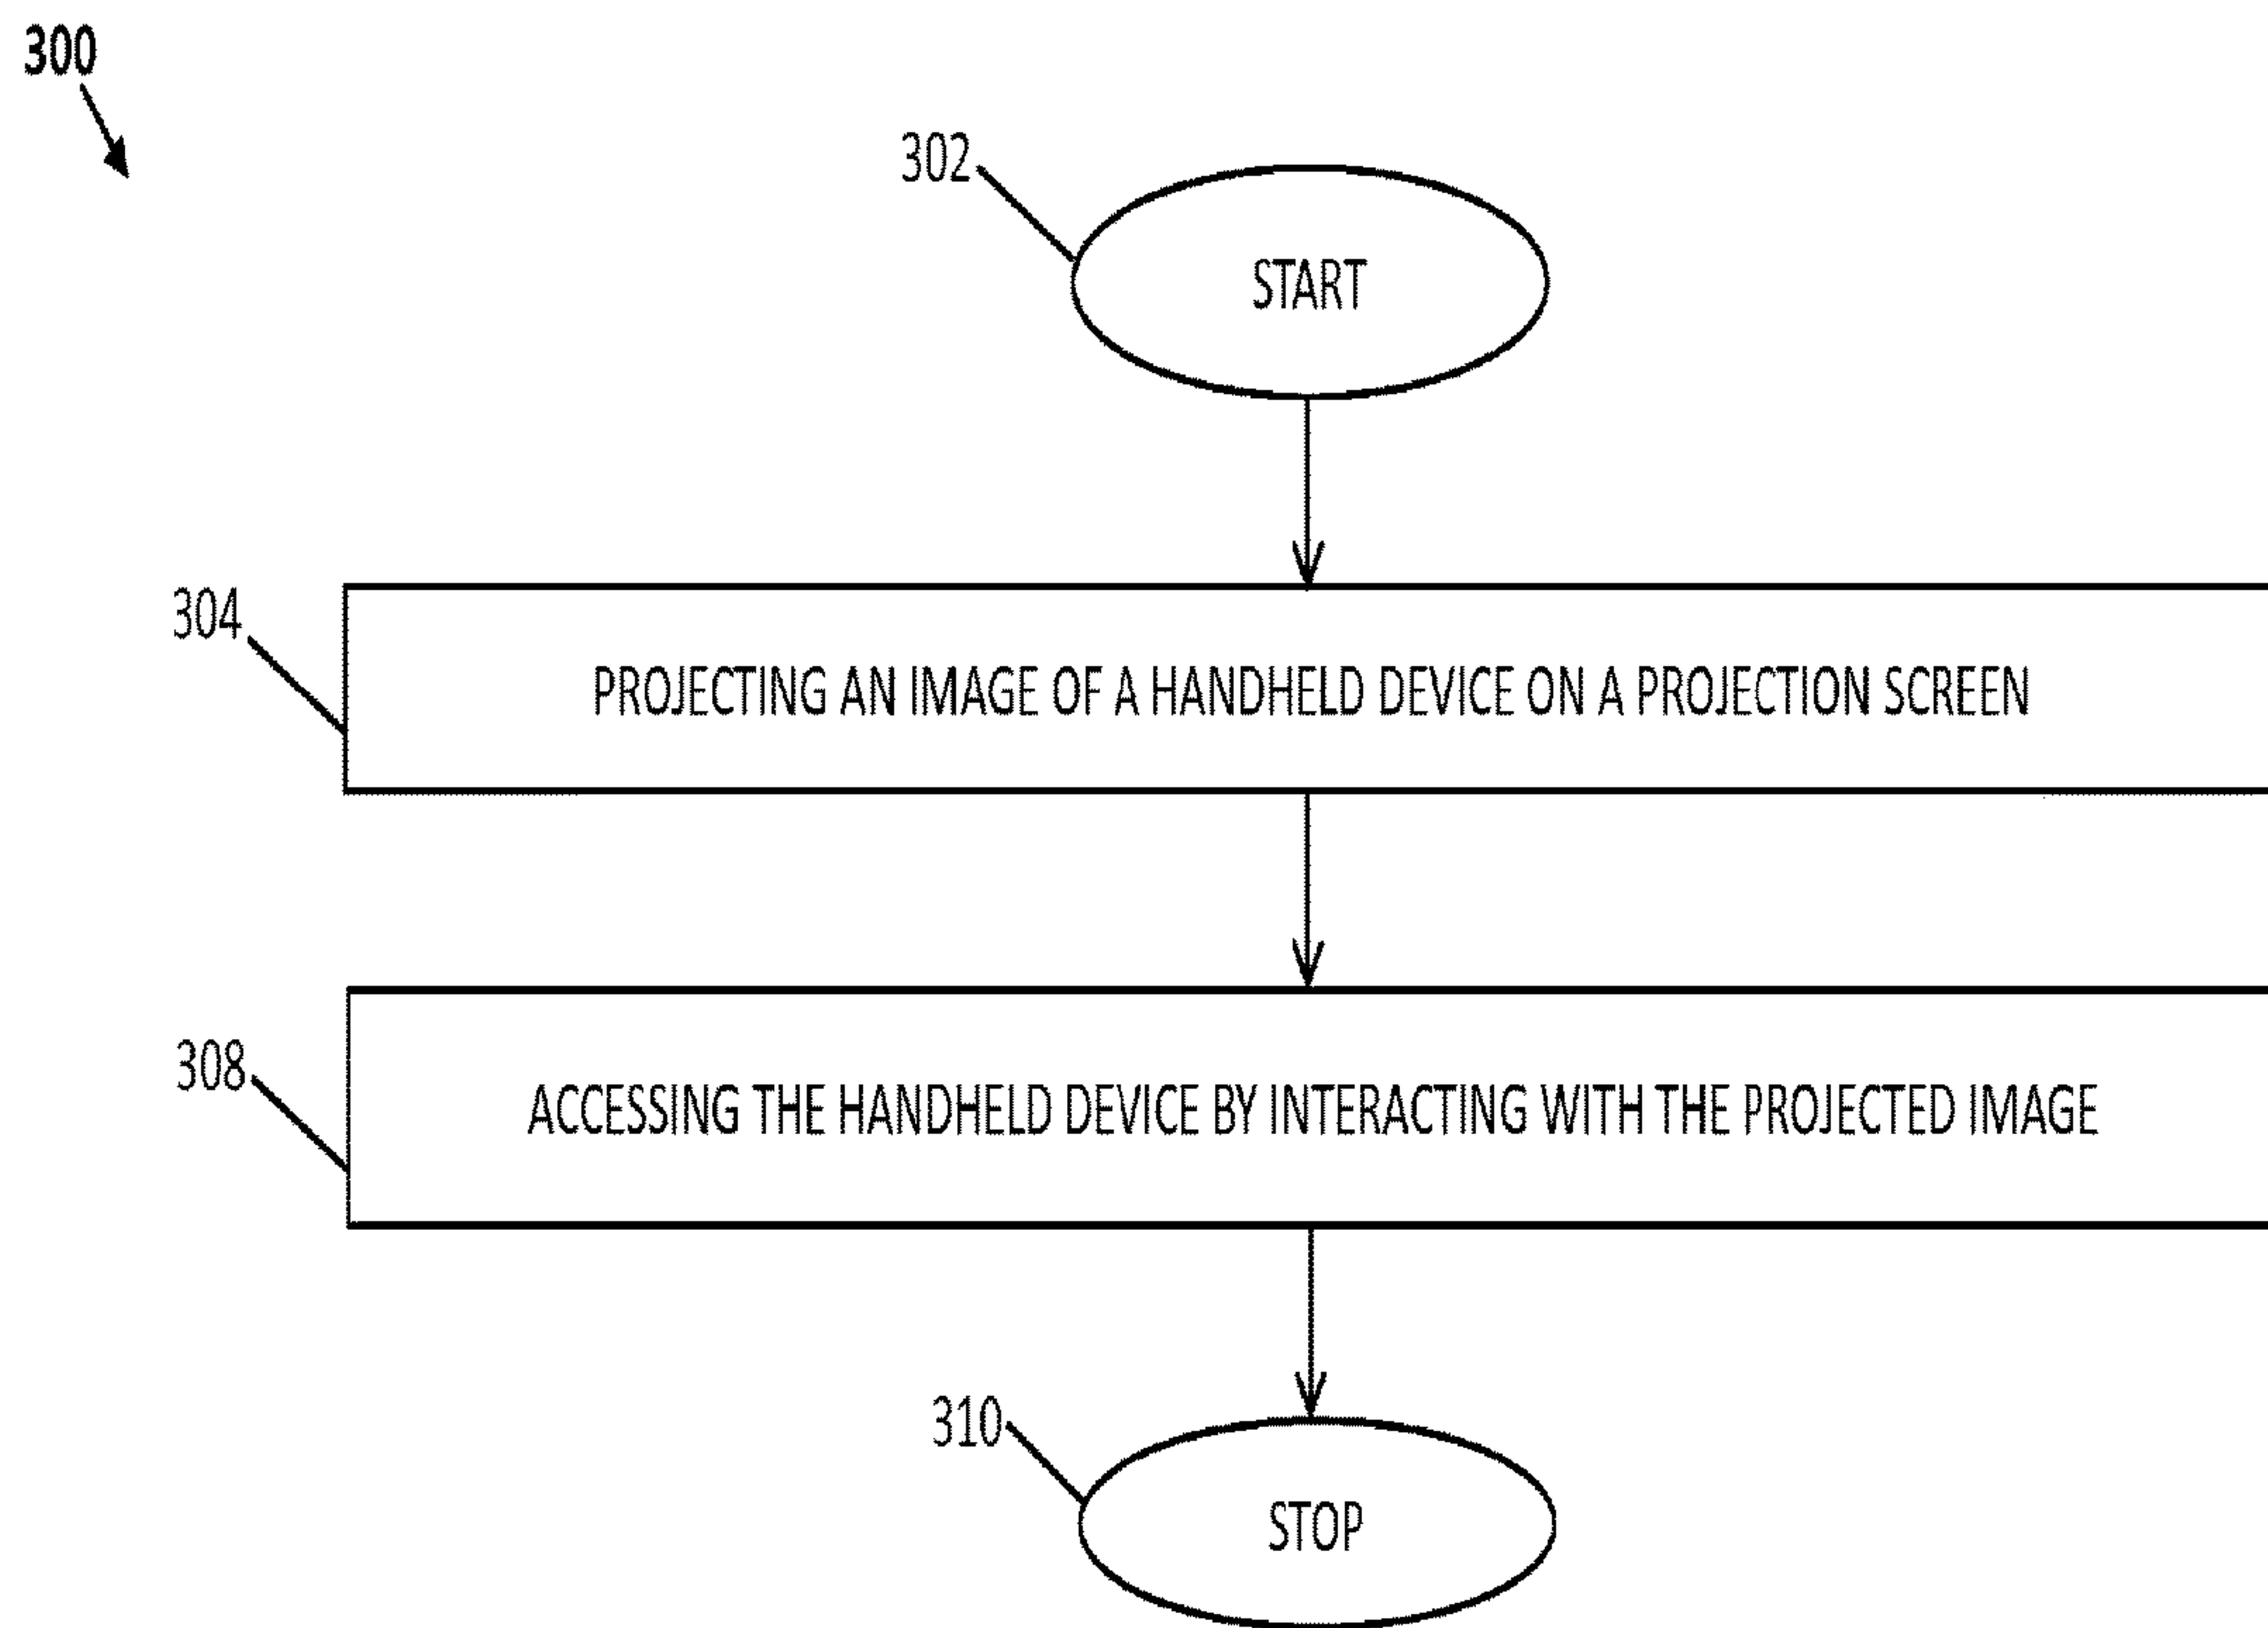 300
302
START
304
PROJECTING AN IMAGE OF A HANDHELD DEVICE ON A PROJECTION SCREEN
308
ACCESSING THE HANDHELD DEVICE BY INTERACTING WITH THE PROJECTED IMAGE
310
STOP